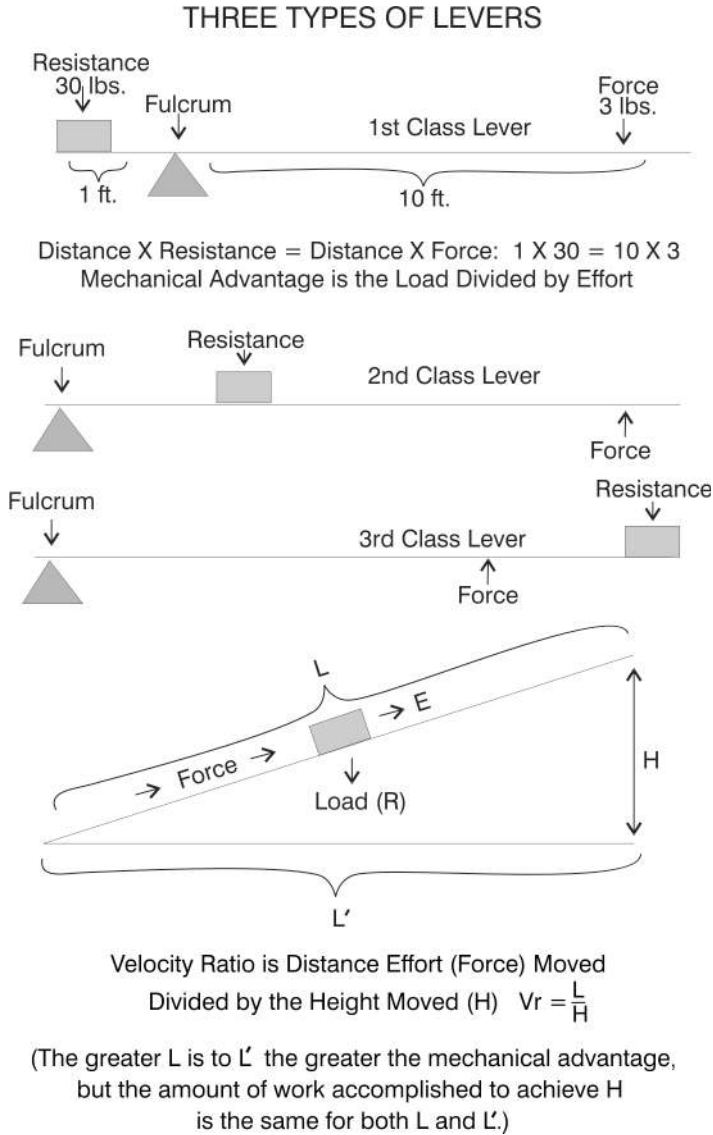 THREE TYPES OF LEVERS
Resistance
30 lbs.
Fulcrum
1st Class Lever
Force
3 lbs.
1 ft.
10 ft.
Distance X Resistance = Distance X Force: 1 X 30 = 10 X 3
Mechanical Advantage is the Load Divided by Effort
Fulcrum
Resistance
2nd Class Lever
Force
Fulcrum
Resistance
3rd Class Lever
Force
L
E
Force
Load (R)
H
L′
Velocity Ratio is Distance Effort (Force) Moved
Divided by the Height Moved (H) Vr = L/H
(The greater L is to L′ the greater the mechanical advantage,
but the amount of work accomplished to achieve H
is the same for both L and L′.)